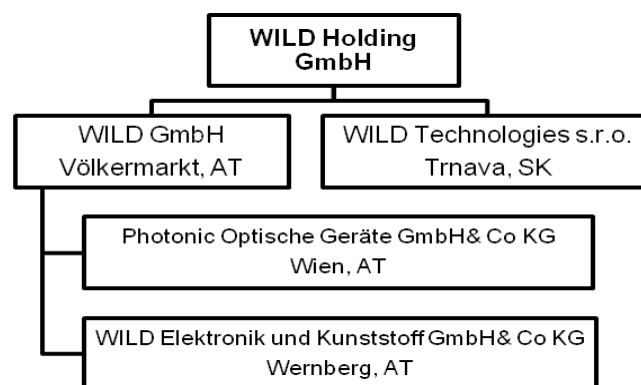 WILD Holding
GmbH
WILD GmbH
Völkermarkt, AT
WILD Technologies s.r.o.
Trnava, SK
Photonic Optische Geräte GmbH& Co KG
Wien, AT
WILD Elektronik und Kunststoff GmbH& Co KG
Wernberg, AT